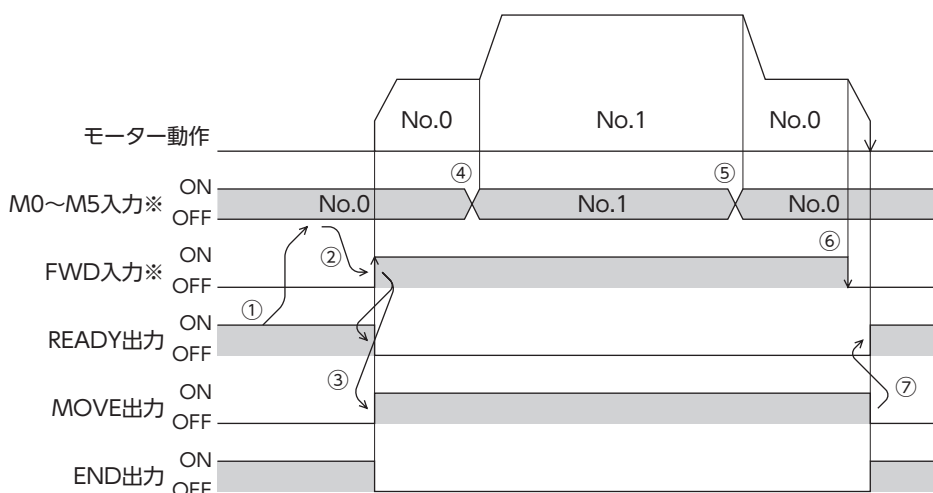 No.0 No.1 No.0
モーター動作
④ ⑤
M0~M5入力※ ON
OFF
No.0 No.1 No.0
② ⑥
FWD入力※ ON
OFF
①
READY出力 ON
OFF
③ ⑦
MOVE出力 ON
OFF
END出力 ON
OFF